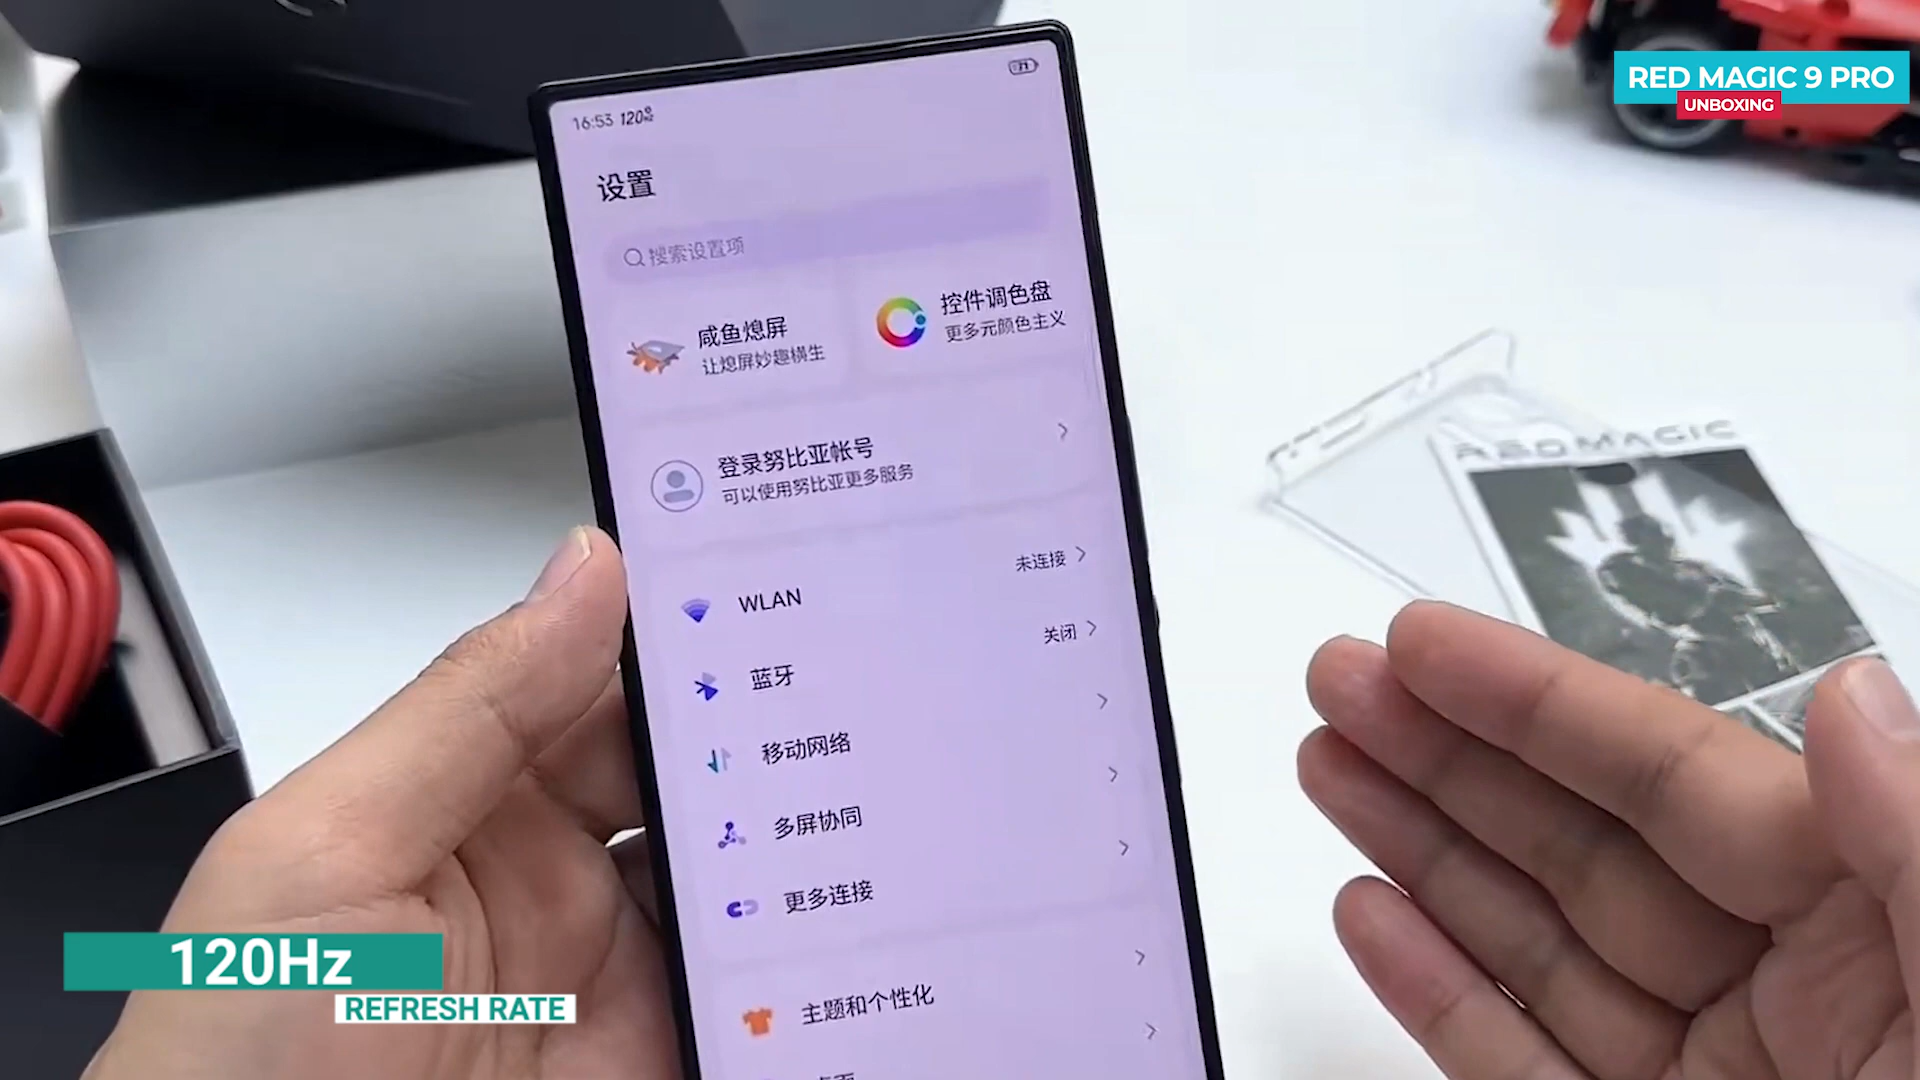 RED MAGIC 9 PRO
UNBOXING
16:53 120Hz
71
设置
搜索设置项
咸鱼熄屏
让熄屏妙趣横生
控件调色盘
更多元颜色主义
登录努比亚帐号
可以使用努比亚更多服务
WLAN
未连接
蓝牙
关闭
移动网络
多屏协同
更多连接
主题和个性化
REDMAGIC
120Hz
REFRESH RATE